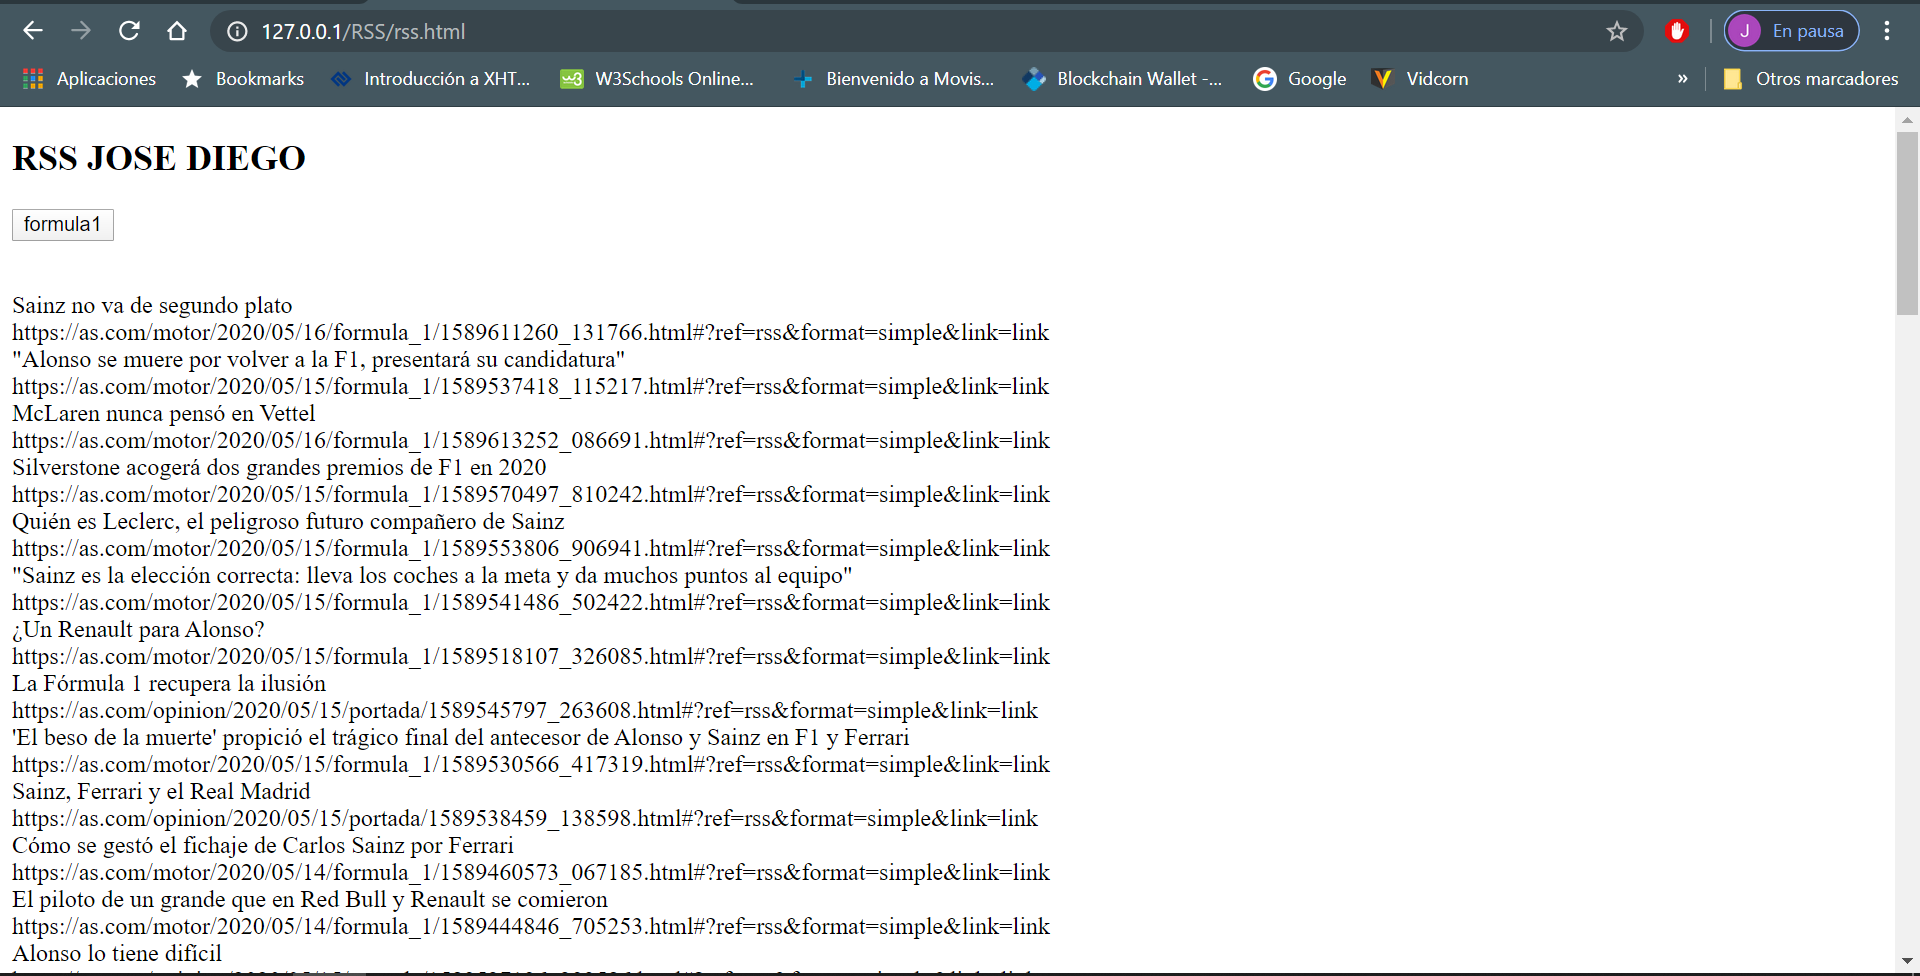 127.0.0.1/RSS/rss.html
J En pausa
Aplicaciones Bookmarks Introducción a XHT... w3 W3Schools Online... Bienvenido a Movis... Blockchain Wallet -... Google Vidcorn » Otros marcadores
RSS JOSE DIEGO
formula1
Sainz no va de segundo plato
https://as.com/motor/2020/05/16/formula_1/1589611260_131766.html#?ref=rss&format=simple&link=link
"Alonso se muere por volver a la F1, presentará su candidatura"
https://as.com/motor/2020/05/15/formula_1/1589537418_115217.html#?ref=rss&format=simple&link=link
McLaren nunca pensó en Vettel
https://as.com/motor/2020/05/16/formula_1/1589613252_086691.html#?ref=rss&format=simple&link=link
Silverstone acogerá dos grandes premios de F1 en 2020
https://as.com/motor/2020/05/15/formula_1/1589570497_810242.html#?ref=rss&format=simple&link=link
Quién es Leclerc, el peligroso futuro compañero de Sainz
https://as.com/motor/2020/05/15/formula_1/1589553806_906941.html#?ref=rss&format=simple&link=link
"Sainz es la elección correcta: lleva los coches a la meta y da muchos puntos al equipo"
https://as.com/motor/2020/05/15/formula_1/1589541486_502422.html#?ref=rss&format=simple&link=link
¿Un Renault para Alonso?
https://as.com/motor/2020/05/15/formula_1/1589518107_326085.html#?ref=rss&format=simple&link=link
La Fórmula 1 recupera la ilusión
https://as.com/opinion/2020/05/15/portada/1589545797_263608.html#?ref=rss&format=simple&link=link
'El beso de la muerte' propició el trágico final del antecesor de Alonso y Sainz en F1 y Ferrari
https://as.com/motor/2020/05/15/formula_1/1589530566_417319.html#?ref=rss&format=simple&link=link
Sainz, Ferrari y el Real Madrid
https://as.com/opinion/2020/05/15/portada/1589538459_138598.html#?ref=rss&format=simple&link=link
Cómo se gestó el fichaje de Carlos Sainz por Ferrari
https://as.com/motor/2020/05/14/formula_1/1589460573_067185.html#?ref=rss&format=simple&link=link
El piloto de un grande que en Red Bull y Renault se comieron
https://as.com/motor/2020/05/14/formula_1/1589444846_705253.html#?ref=rss&format=simple&link=link
Alonso lo tiene difícil